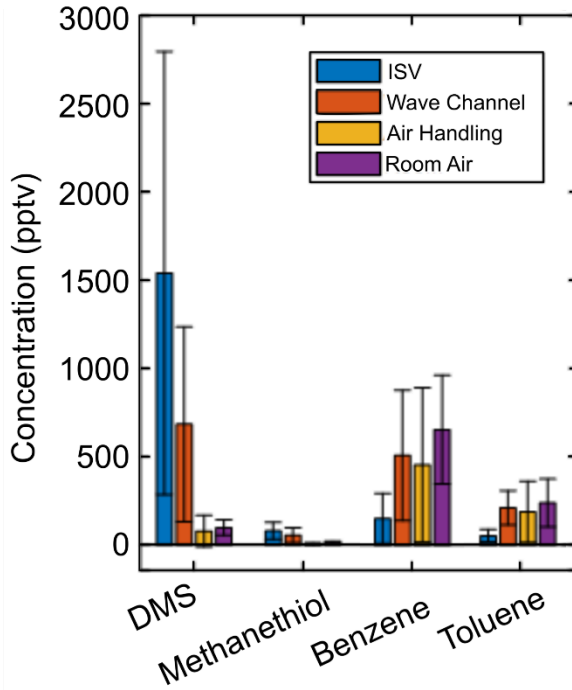 3000
2500
2000
1500
1000
500
0
Concentration (pptv)
ISV
Wave Channel
Air Handling
Room Air
DMS
Methanethiol
Benzene
Toluene